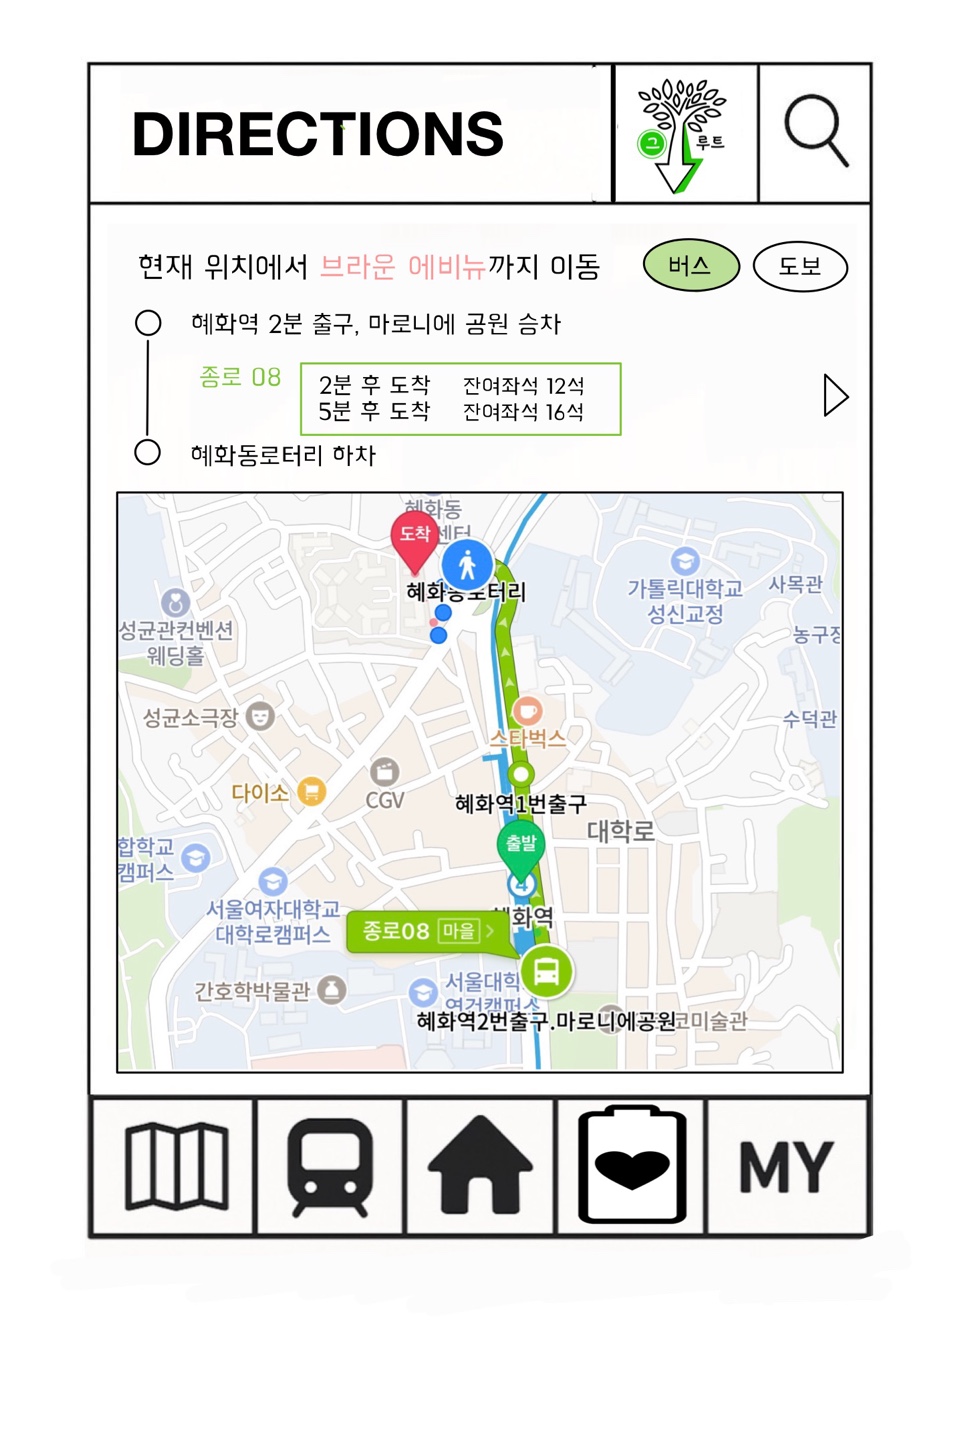 DIRECTIONS
그 루트
현재 위치에서 브라운 에비뉴까지 이동
버스
도보
혜화역 2분 출구, 마로니에 공원 승차
종로 08
2분 후 도착 잔여좌석 12석
5분 후 도착 잔여좌석 16석
혜화동로터리 하차
혜화동
센터
도착
혜화동로터리
가톨릭대학교
성신교정
사목관
성균관컨벤션
웨딩홀
성균소극장
수덕관
스타벅스
다이소
CGV
혜화역1번출구
대학로
출발
4
합학교
캠퍼스
서울여자대학교
대학로캠퍼스
혜화역
종로08 마을 >
간호학박물관
서울대학
연건캠퍼스
혜화역2번출구.마로니에공원
코미술관
MY